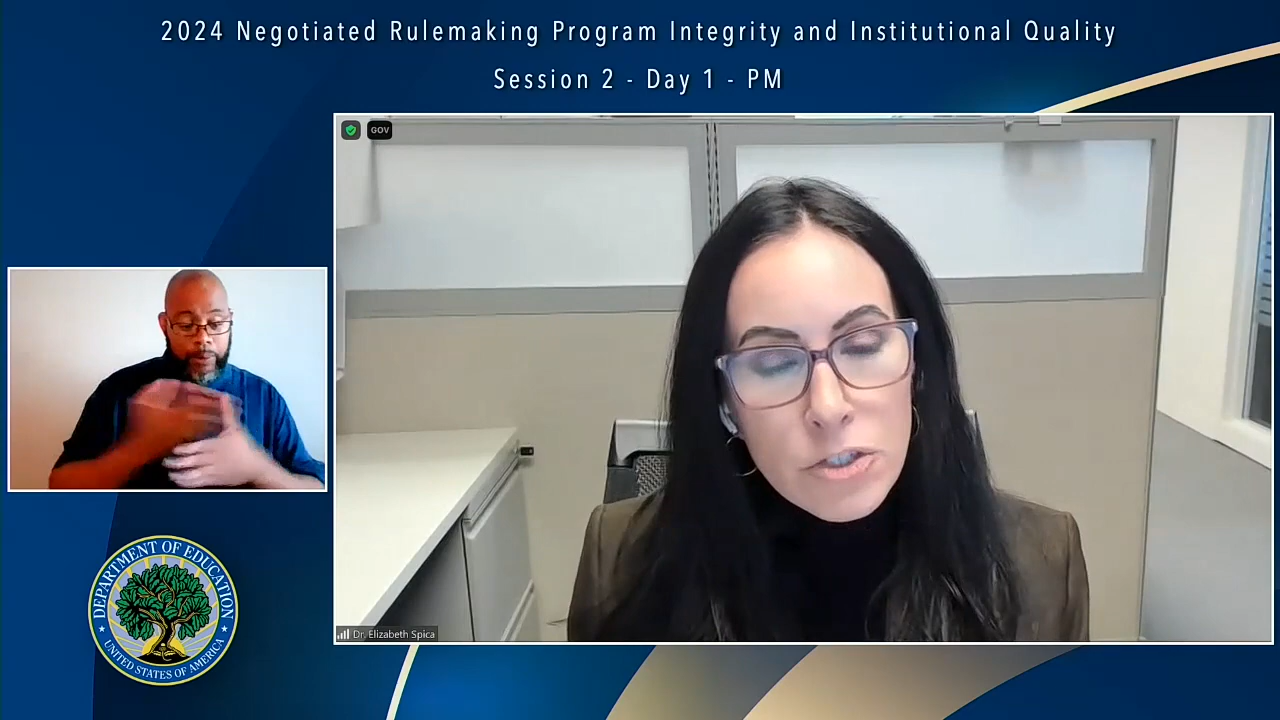 2024 Negotiated Rulemaking Program Integrity and Institutional Quality
Session 2 - Day 1 - PM
GOV
Dr. Elizabeth Spica
DEPARTMENT OF EDUCATION
UNITED STATES OF AMERICA